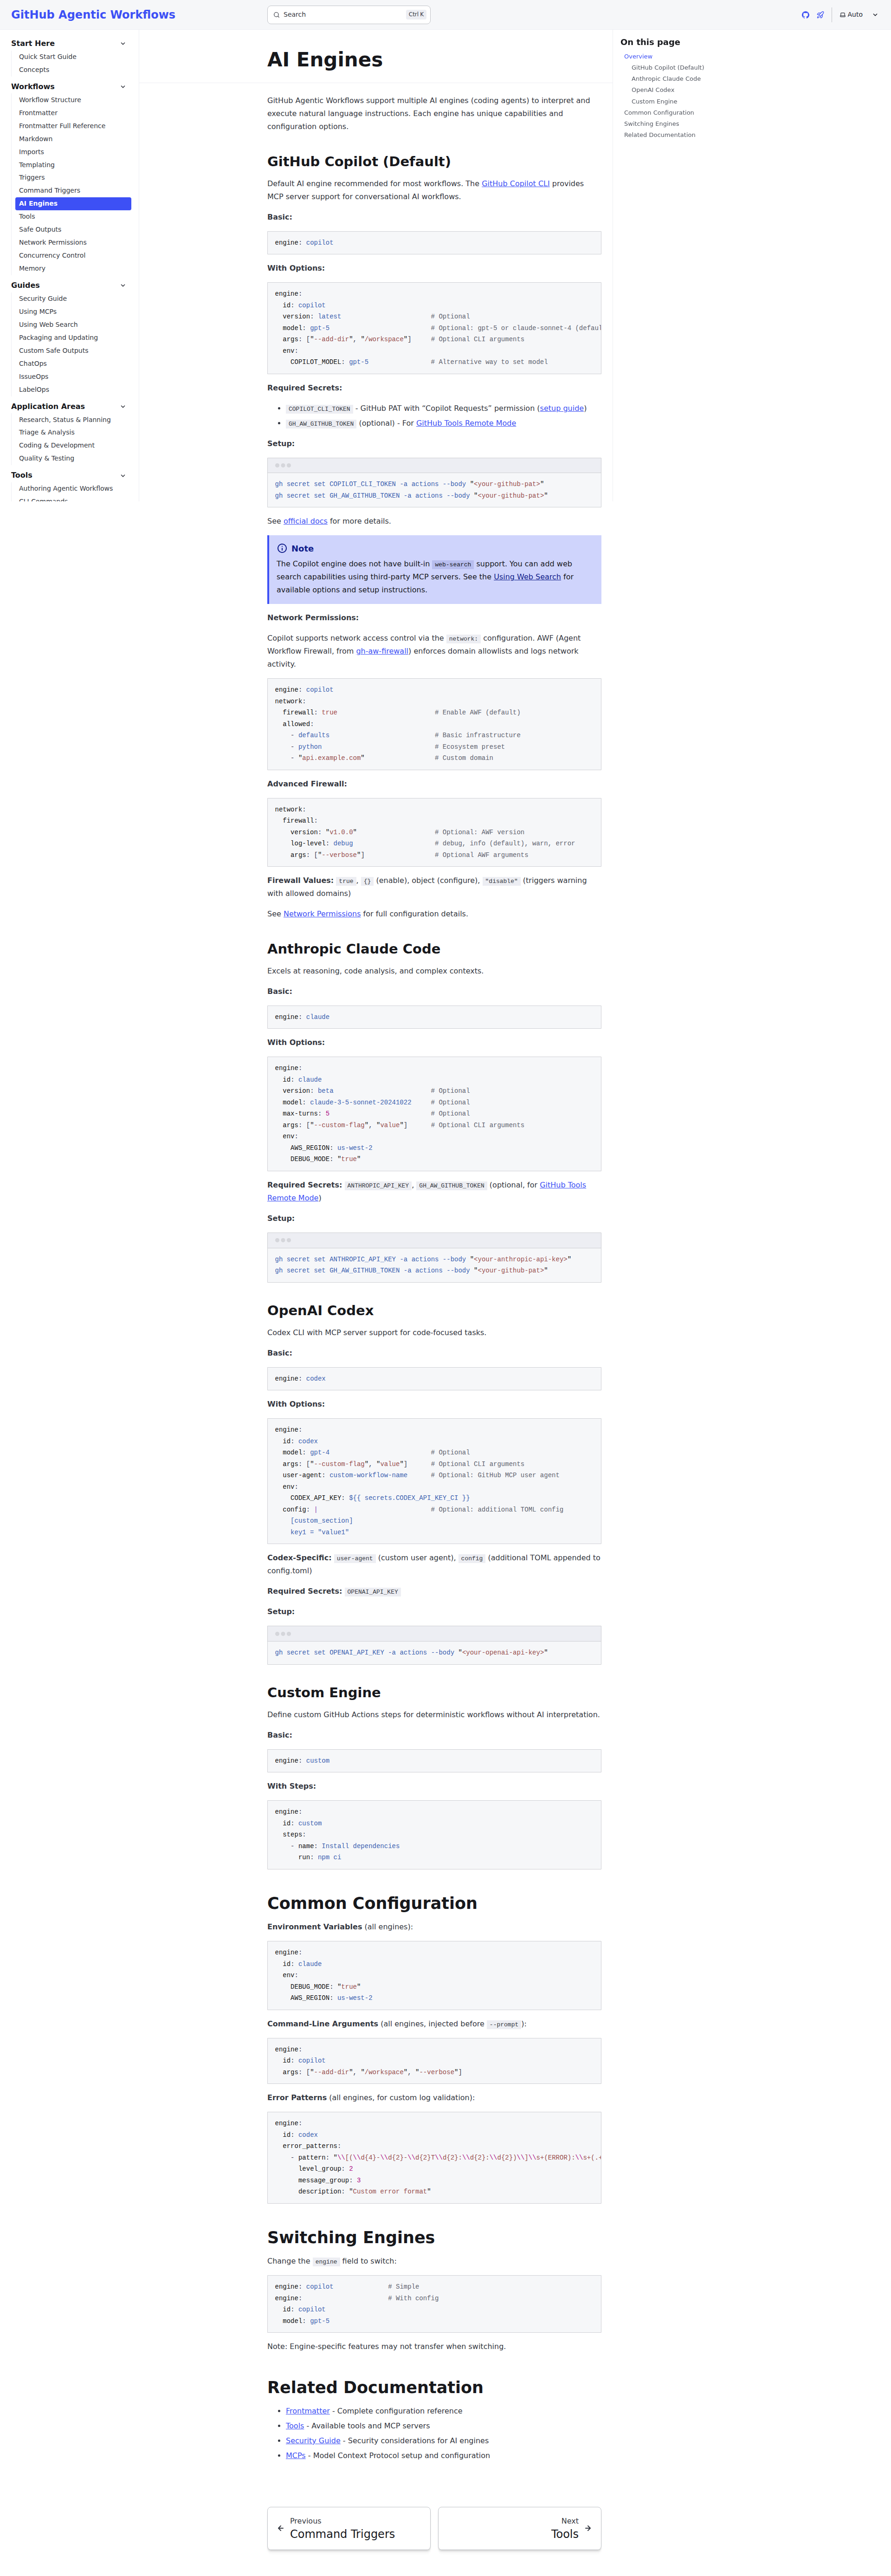 GitHub Agentic Workflows
Search
Ctrl K
Auto
Start Here
Quick Start Guide
Concepts
Workflows
Workflow Structure
Frontmatter
Frontmatter Full Reference
Markdown
Imports
Templating
Triggers
Command Triggers
AI Engines
Tools
Safe Outputs
Network Permissions
Concurrency Control
Memory
Guides
Security Guide
Using MCPs
Using Web Search
Packaging and Updating
Custom Safe Outputs
ChatOps
IssueOps
LabelOps
Application Areas
Research, Status & Planning
Triage & Analysis
Coding & Development
Quality & Testing
Tools
Authoring Agentic Workflows
On this page
Overview
GitHub Copilot (Default)
Anthropic Claude Code
OpenAI Codex
Custom Engine
Common Configuration
Switching Engines
Related Documentation
AI Engines
GitHub Agentic Workflows support multiple AI engines (coding agents) to interpret and
execute natural language instructions. Each engine has unique capabilities and
configuration options.
GitHub Copilot (Default)
Default AI engine recommended for most workflows. The GitHub Copilot CLI provides
MCP server support for conversational AI workflows.
Basic:
engine: copilot
With Options:
engine:
  id: copilot
  version: latest                       # Optional
  model: gpt-5                          # Optional: gpt-5 or claude-sonnet-4 (defaul
  args: ["--add-dir", "/workspace"]     # Optional CLI arguments
  env:
    COPILOT_MODEL: gpt-5                # Alternative way to set model
Required Secrets:
• COPILOT_CLI_TOKEN - GitHub PAT with "Copilot Requests" permission (setup guide)
• GH_AW_GITHUB_TOKEN (optional) - For GitHub Tools Remote Mode
Setup:
gh secret set COPILOT_CLI_TOKEN -a actions --body "<your-github-pat>"
gh secret set GH_AW_GITHUB_TOKEN -a actions --body "<your-github-pat>"
See official docs for more details.
Note
The Copilot engine does not have built-in web-search support. You can add web
search capabilities using third-party MCP servers. See the Using Web Search for
available options and setup instructions.
Network Permissions:
Copilot supports network access control via the network: configuration. AWF (Agent
Workflow Firewall, from gh-aw-firewall) enforces domain allowlists and logs network
activity.
engine: copilot
network:
  firewall: true                         # Enable AWF (default)
  allowed:
    - defaults                           # Basic infrastructure
    - python                             # Ecosystem preset
    - "api.example.com"                  # Custom domain
Advanced Firewall:
network:
  firewall:
    version: "v1.0.0"                    # Optional: AWF version
    log-level: debug                     # debug, info (default), warn, error
    args: ["--verbose"]                  # Optional AWF arguments
Firewall Values: true, {} (enable), object (configure), "disable" (triggers warning
with allowed domains)
See Network Permissions for full configuration details.
Anthropic Claude Code
Excels at reasoning, code analysis, and complex contexts.
Basic:
engine: claude
With Options:
engine:
  id: claude
  version: beta                         # Optional
  model: claude-3-5-sonnet-20241022     # Optional
  max-turns: 5                          # Optional
  args: ["--custom-flag", "value"]      # Optional CLI arguments
  env:
    AWS_REGION: us-west-2
    DEBUG_MODE: "true"
Required Secrets: ANTHROPIC_API_KEY, GH_AW_GITHUB_TOKEN (optional, for GitHub Tools
Remote Mode)
Setup:
gh secret set ANTHROPIC_API_KEY -a actions --body "<your-anthropic-api-key>"
gh secret set GH_AW_GITHUB_TOKEN -a actions --body "<your-github-pat>"
OpenAI Codex
Codex CLI with MCP server support for code-focused tasks.
Basic:
engine: codex
With Options:
engine:
  id: codex
  model: gpt-4                          # Optional
  args: ["--custom-flag", "value"]      # Optional CLI arguments
  user-agent: custom-workflow-name      # Optional: GitHub MCP user agent
  env:
    CODEX_API_KEY: ${{ secrets.CODEX_API_KEY_CI }}
  config: |                             # Optional: additional TOML config
    [custom_section]
    key1 = "value1"
Codex-Specific: user-agent (custom user agent), config (additional TOML appended to
config.toml)
Required Secrets: OPENAI_API_KEY
Setup:
gh secret set OPENAI_API_KEY -a actions --body "<your-openai-api-key>"
Custom Engine
Define custom GitHub Actions steps for deterministic workflows without AI interpretation.
Basic:
engine: custom
With Steps:
engine:
  id: custom
  steps:
    - name: Install dependencies
      run: npm ci
Common Configuration
Environment Variables (all engines):
engine:
  id: claude
  env:
    DEBUG_MODE: "true"
    AWS_REGION: us-west-2
Command-Line Arguments (all engines, injected before --prompt):
engine:
  id: copilot
  args: ["--add-dir", "/workspace", "--verbose"]
Error Patterns (all engines, for custom log validation):
engine:
  id: codex
  error_patterns:
    - pattern: "\\[(\\d{4}-\\d{2}-\\d{2}T\\d{2}:\\d{2}:\\d{2})\\]\\s+(ERROR):\\s+(.+
      level_group: 2
      message_group: 3
      description: "Custom error format"
Switching Engines
Change the engine field to switch:
engine: copilot              # Simple
engine:                      # With config
  id: copilot
  model: gpt-5
Note: Engine-specific features may not transfer when switching.
Related Documentation
• Frontmatter - Complete configuration reference
• Tools - Available tools and MCP servers
• Security Guide - Security considerations for AI engines
• MCPs - Model Context Protocol setup and configuration
Previous
Command Triggers
Next
Tools